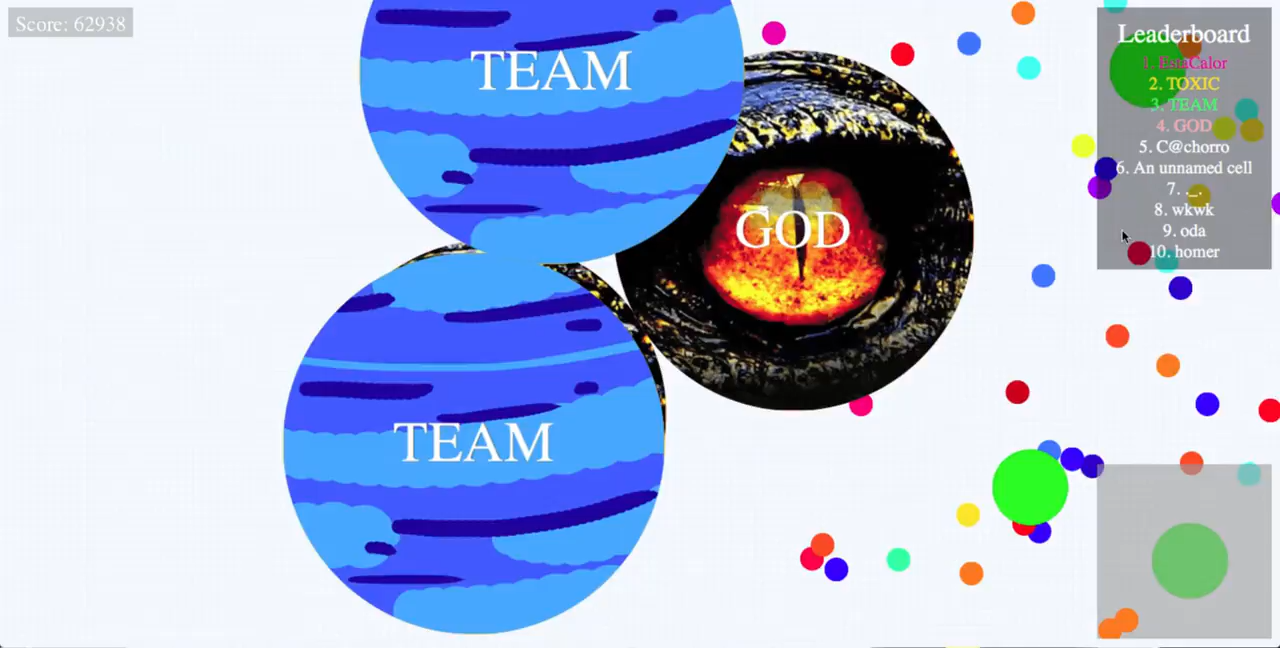 Score: 62938
TEAM
GOD
TEAM
Leaderboard
1. EstaCalor
2. TOXIC
3. TEAM
4. GOD
5. C@chorro
6. An unnamed cell
7. ._.
8. wkwk
9. oda
10. homer